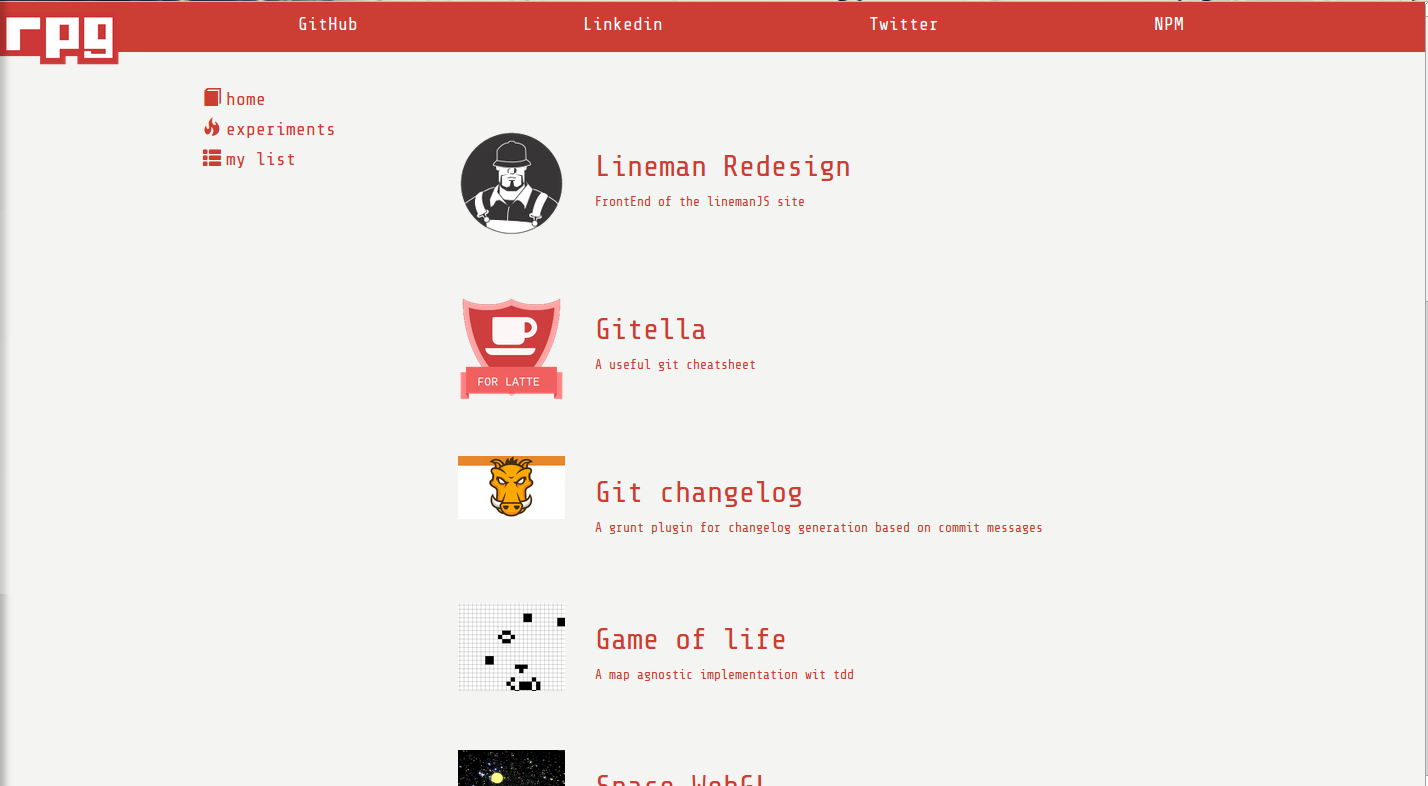 rpg
GitHub Linkedin Twitter NPM
home
experiments
my list
Lineman Redesign
FrontEnd of the linemanJS site
FOR LATTE
Gitella
A useful git cheatsheet
Git changelog
A grunt plugin for changelog generation based on commit messages
Game of life
A map agnostic implementation wit tdd
Space WebGL